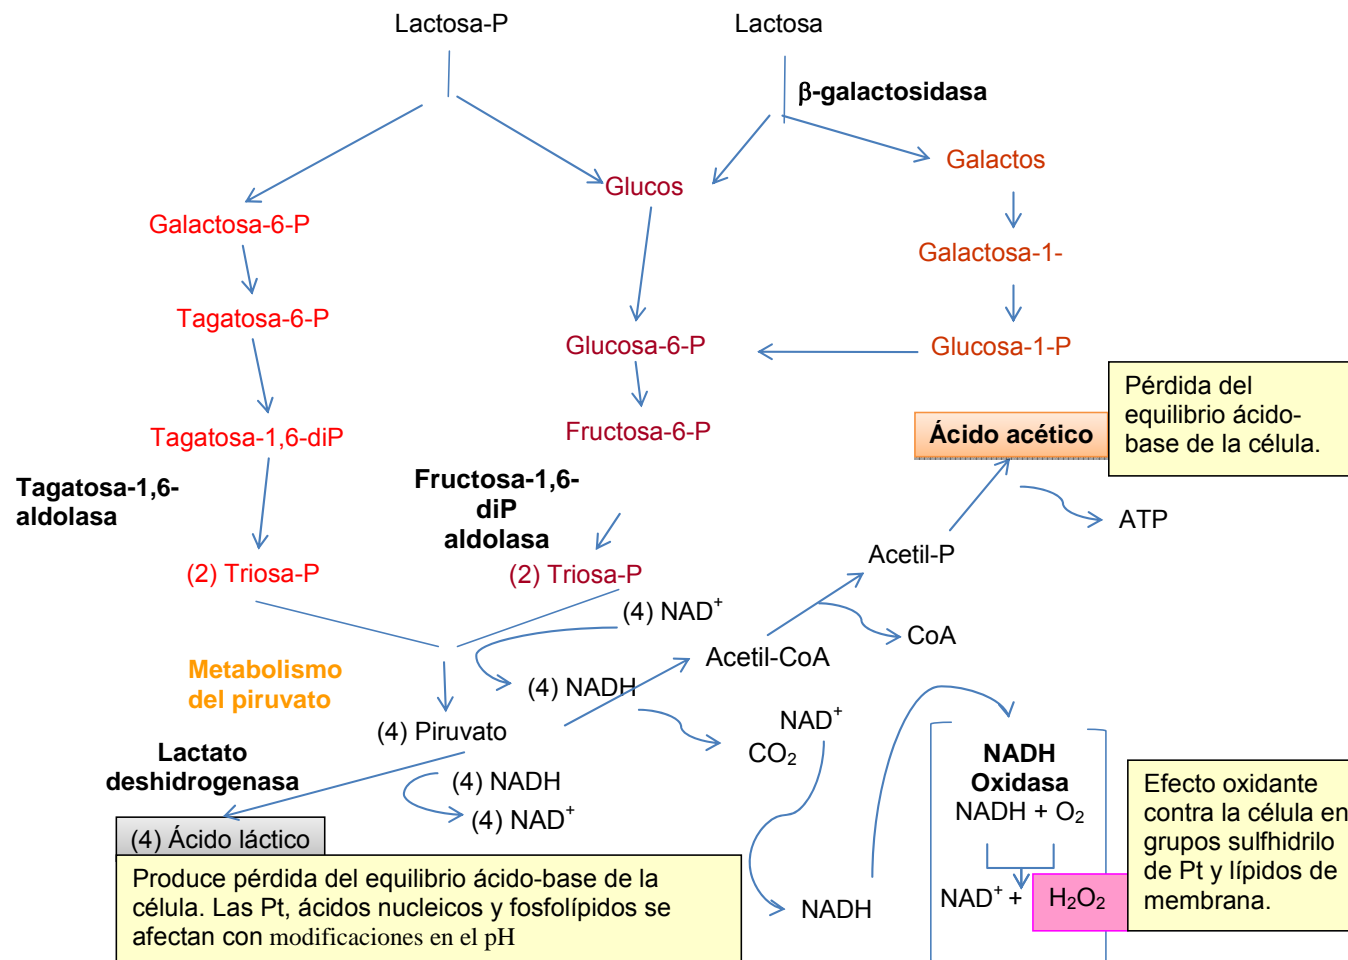 Lactosa-P
Lactosa
β-galactosidasa
Galactos
Glucos
Galactosa-6-P
Galactosa-1-
Tagatosa-6-P
Glucosa-6-P
Glucosa-1-P
Pérdida del
equilibrio ácido-
base de la
célula.
Tagatosa-1,6-diP
Fructosa-6-P
Ácido acético
Tagatosa-1,6-
aldolasa
Fructosa-1,6-
diP
aldolasa
ATP
Acetil-P
(2) Triosa-P
(2) Triosa-P
(4) NAD+
CoA
Acetil-CoA
Metabolismo
del piruvato
(4) NADH
(4) Piruvato
NAD+
CO2
Lactato
deshidrogenasa
(4) NADH
(4) NAD+
NADH
Oxidasa
NADH + O2
Efecto oxidante
contra la célula en
grupos sulfhidrilo
de Pt y lípidos de
membrana.
(4) Ácido láctico
Produce pérdida del equilibrio ácido-base de la
célula. Las Pt, ácidos nucleicos y fosfolípidos se
afectan con modificaciones en el pH
NADH
NAD+ +
H2O2